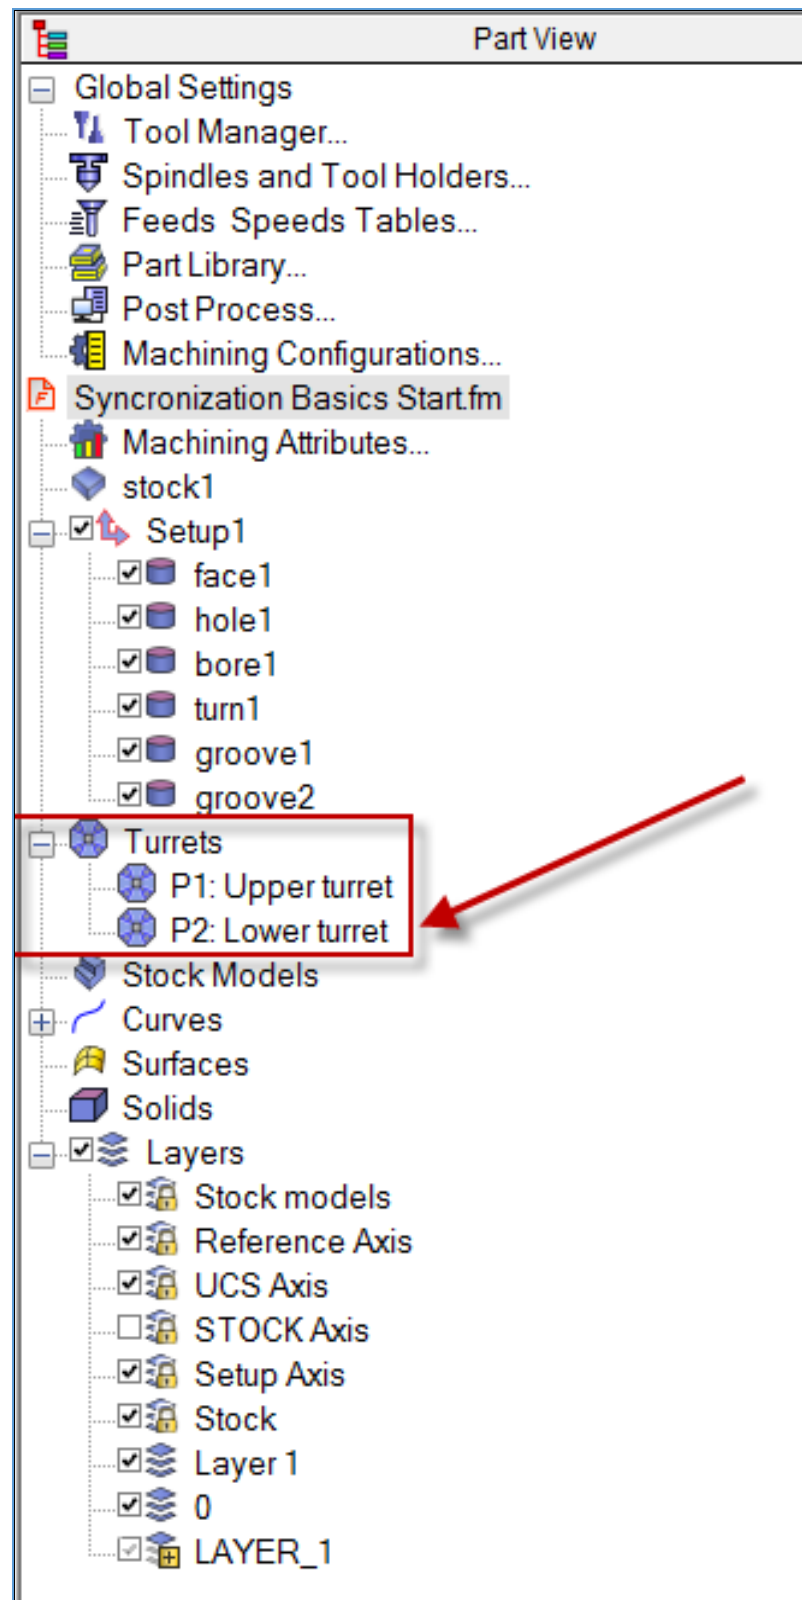 Part View
Global Settings
Tool Manager...
Spindles and Tool Holders...
Feeds Speeds Tables...
Part Library...
Post Process...
Machining Configurations...
Syncronization Basics Start.fm
Machining Attributes...
stock1
Setup1
face1
hole1
bore1
turn1
groove1
groove2
Turrets
P1: Upper turret
P2: Lower turret
Stock Models
Curves
Surfaces
Solids
Layers
Stock models
Reference Axis
UCS Axis
STOCK Axis
Setup Axis
Stock
Layer 1
0
LAYER_1